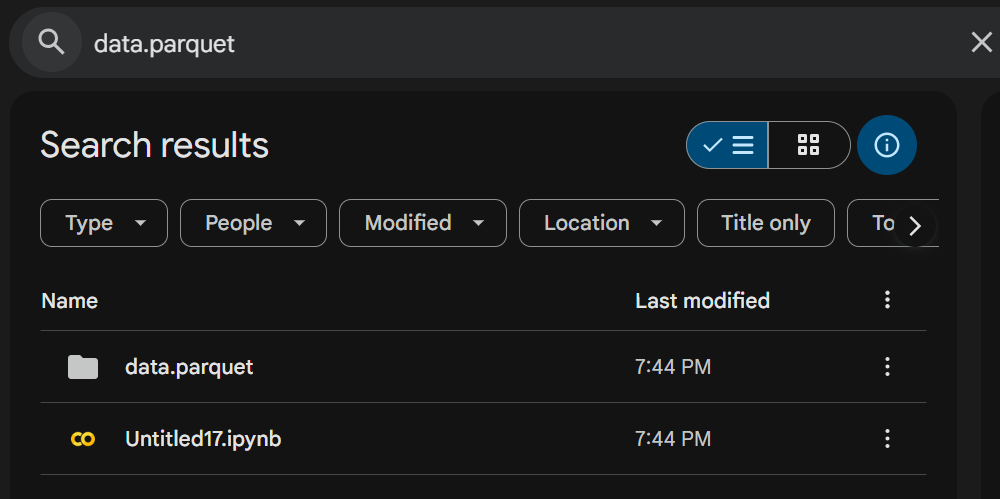 data.parquet
Search results
Type People Modified Location Title only To
Name Last modified
data.parquet 7:44 PM
Untitled17.ipynb 7:44 PM